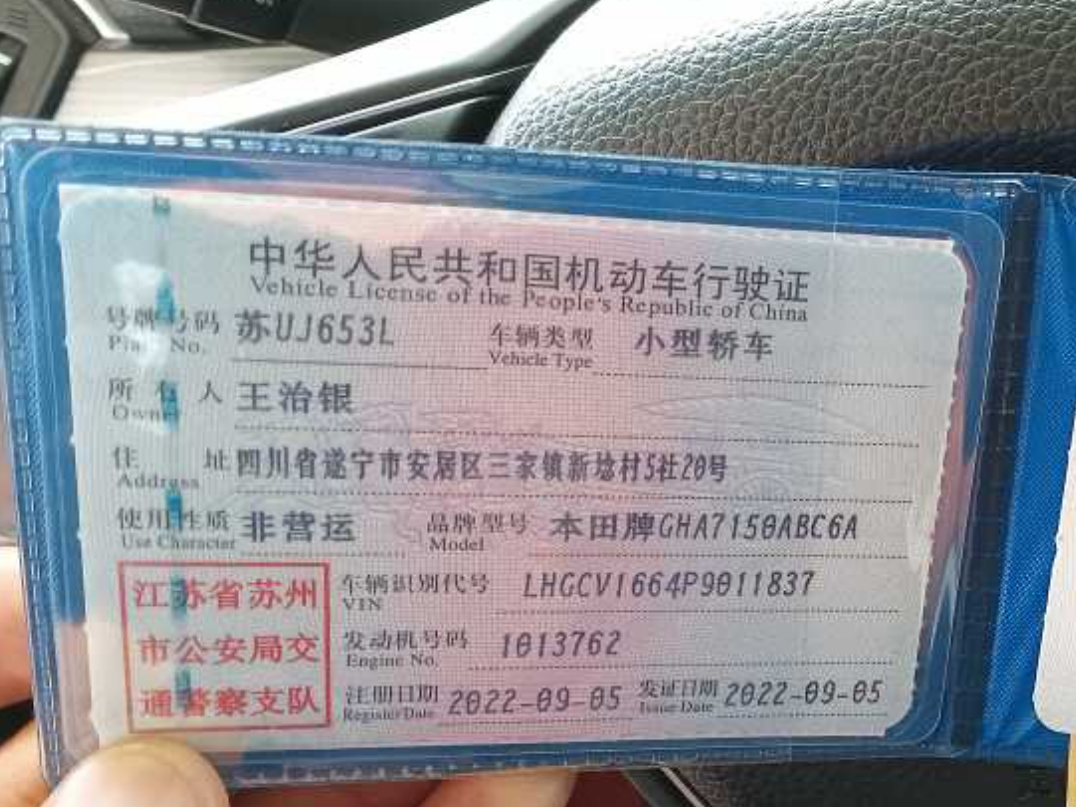 中华人民共和国机动车行驶证
Vehicle License of the People's Republic of China
号牌号码 苏UJ653L 车辆类型 小型轿车
No. Vehicle Type
所有人 王治银
Owner
住址 四川省遂宁市安居区三家镇新埝村5社20号
Address
使用性质 非营运 品牌型号 本田牌GHA7150ABC6A
Use Character Model
江苏省苏州 车辆识别代号 LHGCV1664P9011837
VIN
市公安局交 发动机号码 1013762
Engine No.
通警察支队 注册日期 2022-09-05 发证日期 2022-09-05
Register Date Issue Date